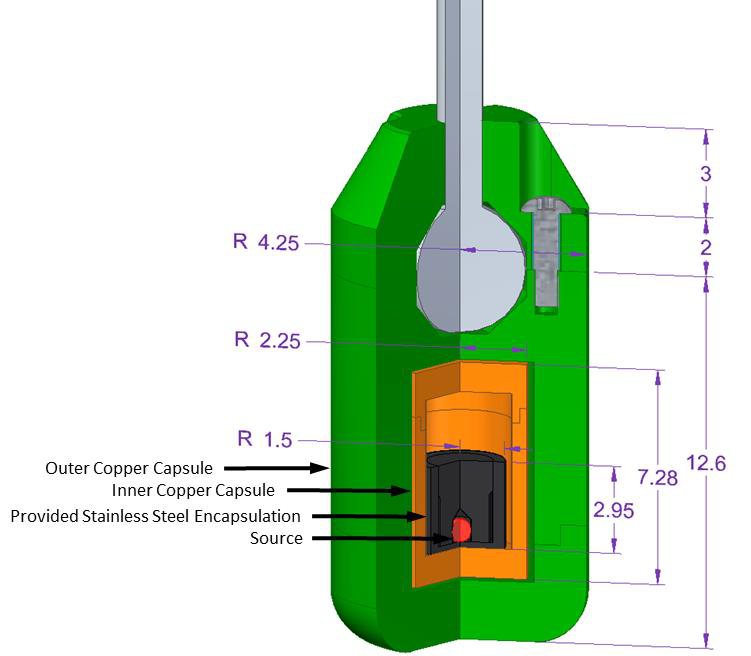 3
R 4.25
2
R 2.25
R 1.5
Outer Copper Capsule
12.6
7.28
Inner Copper Capsule
2.95
Provided Stainless Steel Encapsulation
Source